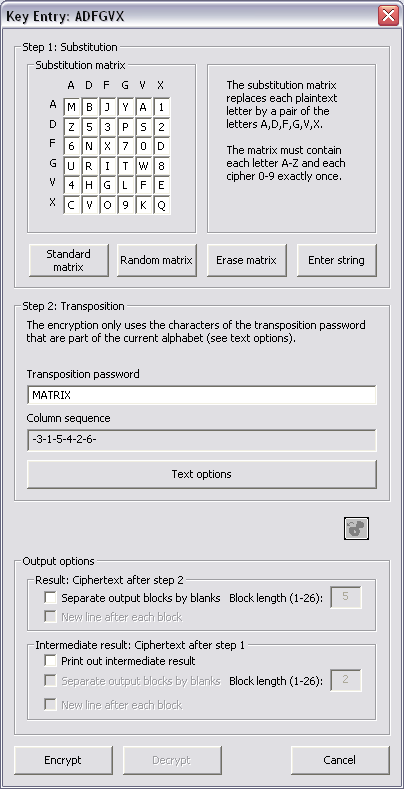 Key Entry: ADFGVX
Step 1: Substitution
Substitution matrix
A D F G V X
A M B J Y A 1
D Z 5 3 P S 2
F 6 N X 7 0 D
G U R I T W 8
V 4 H G L F E
X C V O 9 K Q
The substitution matrix
replaces each plaintext
letter by a pair of the
letters A,D,F,G,V,X.
The matrix must contain
each letter A-Z and each
cipher 0-9 exactly once.
Standard
matrix
Random matrix
Erase matrix
Enter string
Step 2: Transposition
The encryption only uses the characters of the transposition password
that are part of the current alphabet (see text options).
Transposition password
MATRIX
Column sequence
-3-1-5-4-2-6-
Text options
Output options
Result: Ciphertext after step 2
Separate output blocks by blanks Block length (1-26): 5
New line after each block
Intermediate result: Ciphertext after step 1
Print out intermediate result
Separate output blocks by blanks Block length (1-26): 2
New line after each block
Encrypt
Decrypt
Cancel